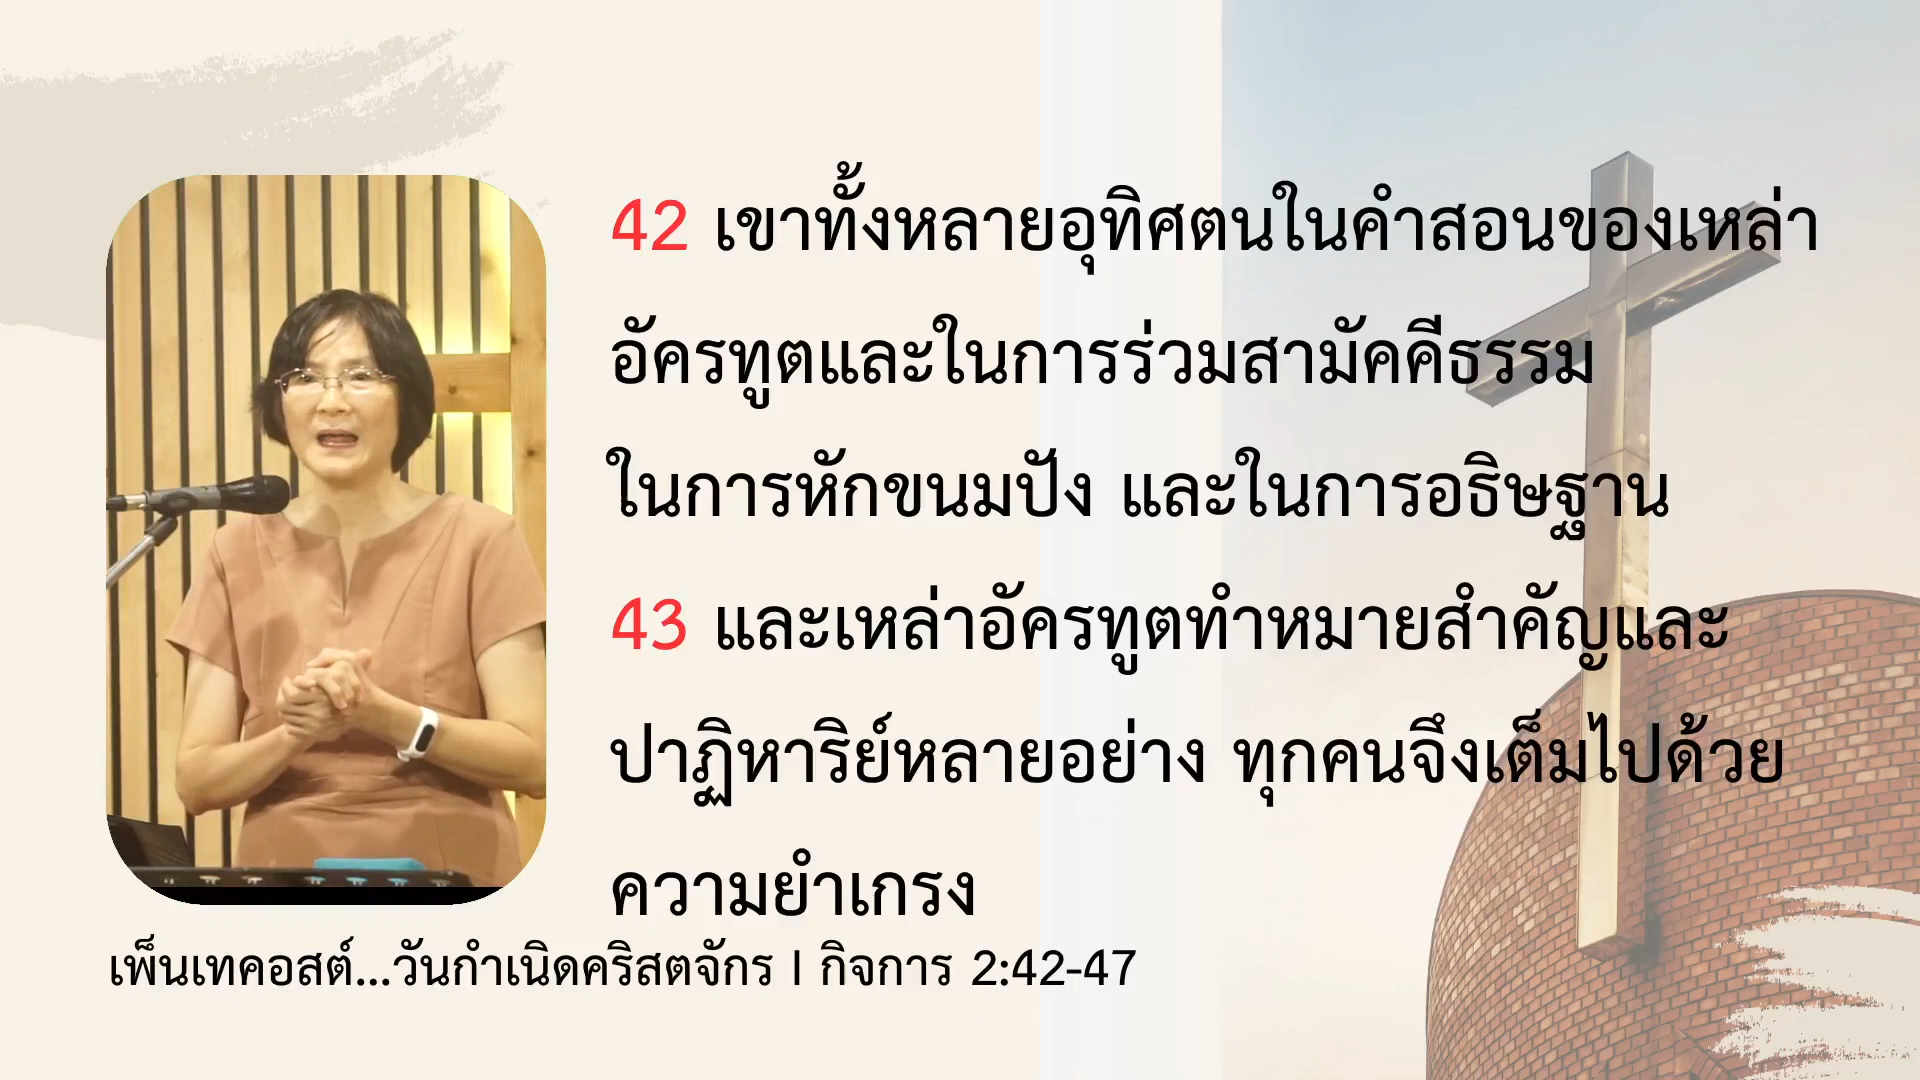 42 เขาทั้งหลายอุทิศตนในคำสอนของเหล่า
อัครทูตและในการร่วมสามัคคีธรรม
ในการหักขนมปัง และในการอธิษฐาน
43 และเหล่าอัครทูตทำหมายสำคัญและ
ปาฏิหาริย์หลายอย่าง ทุกคนจึงเต็มไปด้วย
ความยำเกรง
เพ็นเทคอสต์...วันกำเนิดคริสตจักร I กิจการ 2:42-47